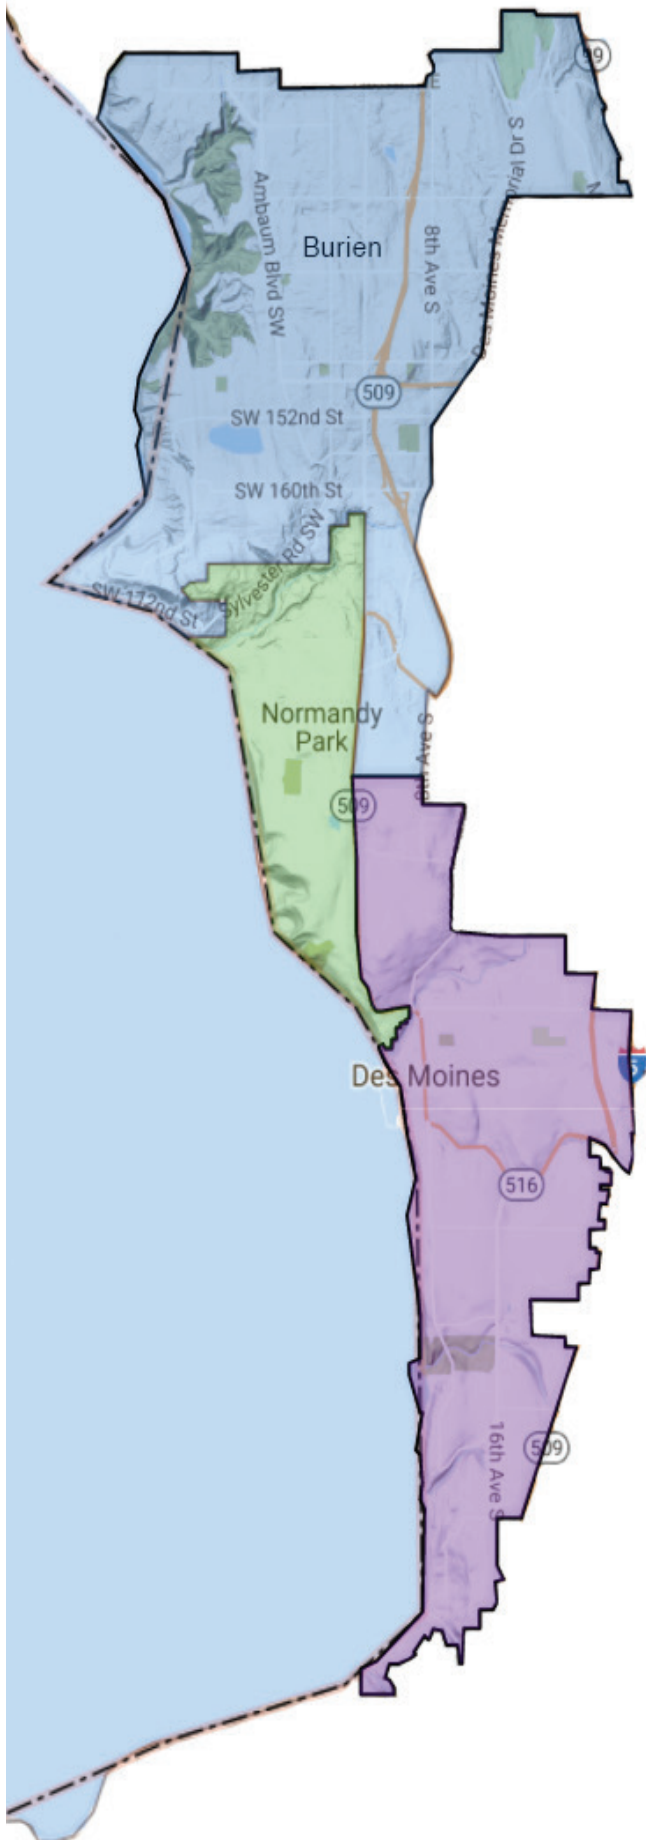 99
E
Des Moines Memorial Dr S
N
Ambaum Blvd SW
Burien
8th Ave S
509
SW 152nd St
SW 160th St
Sylvester Rd SW
SW 172nd St
Normandy
Park
8th Ave S
509
Des Moines
5
516
16th Ave S
509